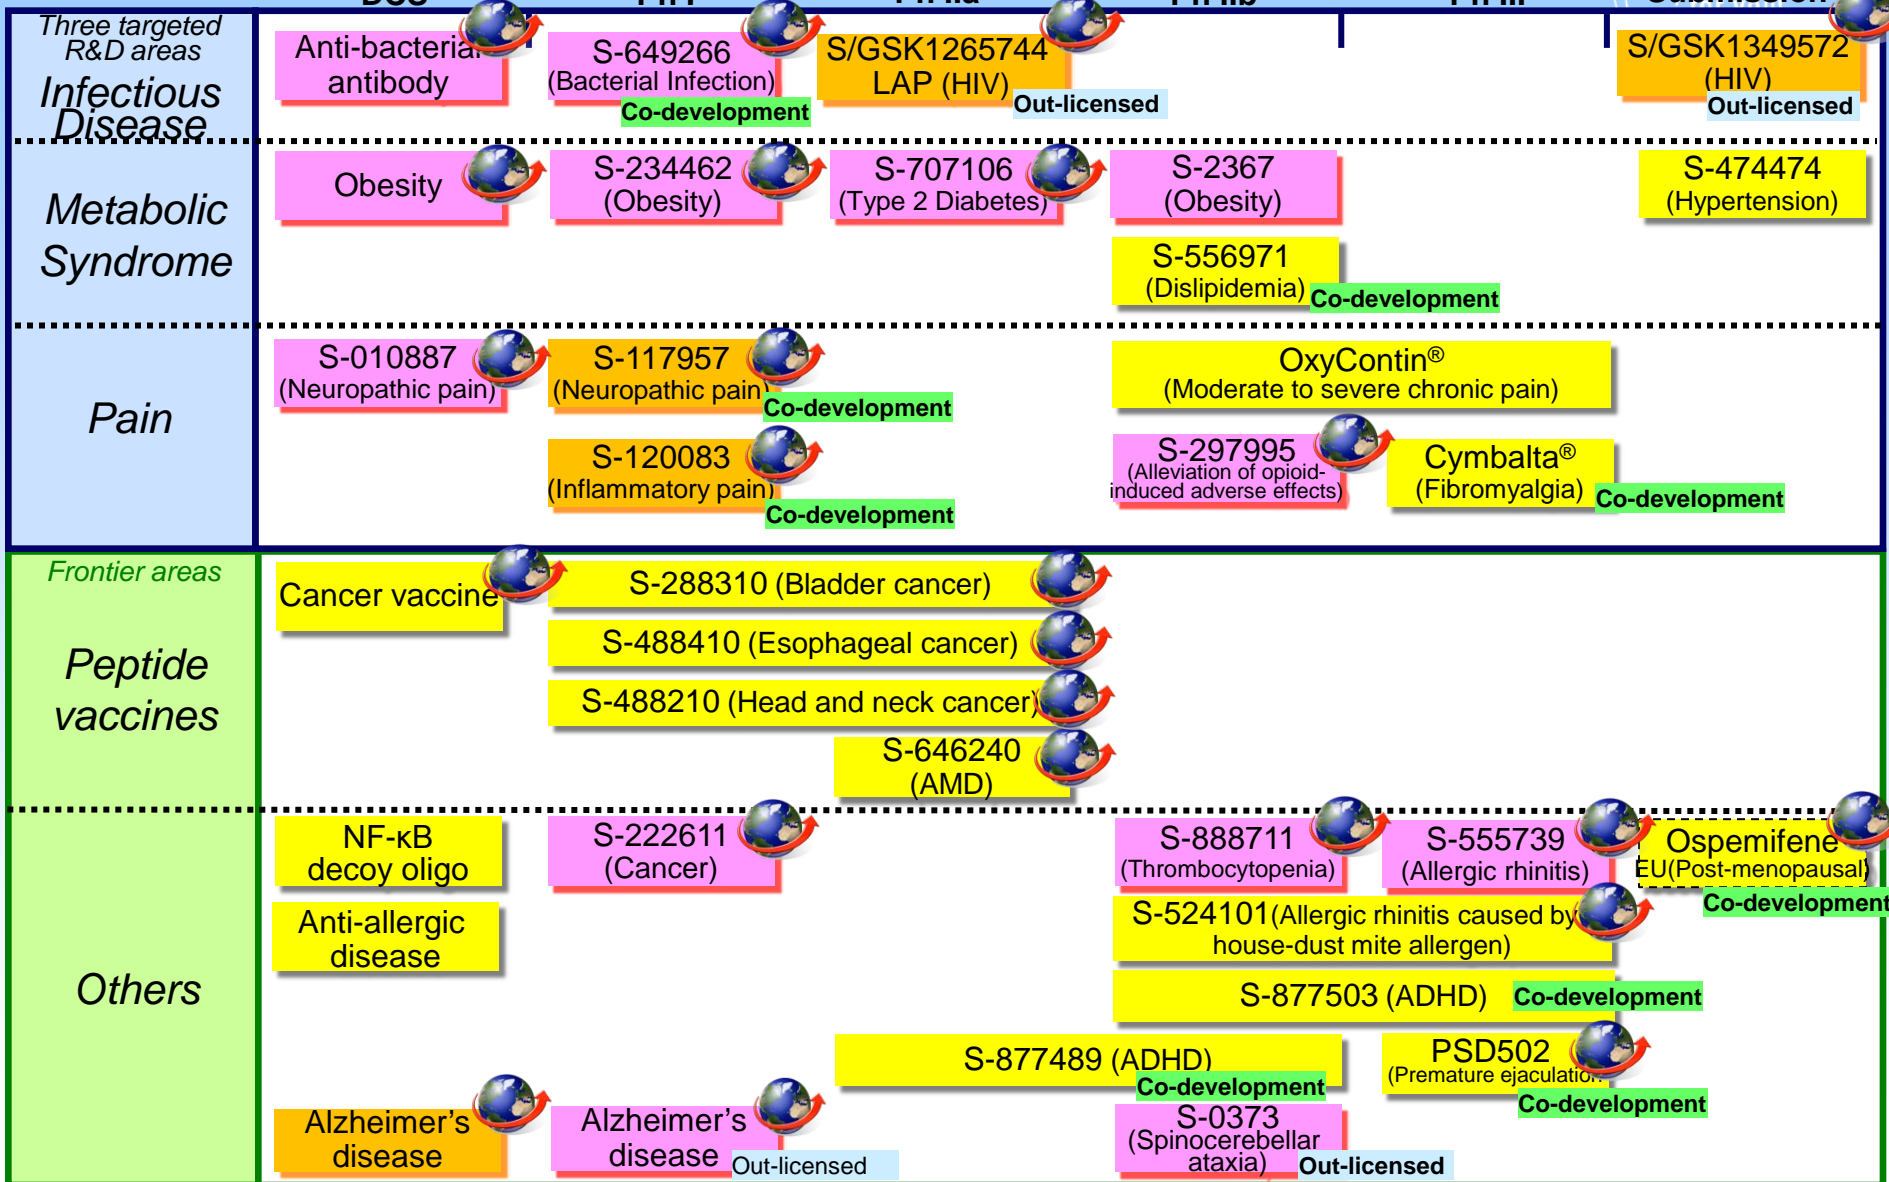 Three targeted
R&D areas
Infectious
Disease
Anti-bacterial
antibody
S-649266
(Bacterial Infection)
Co-development
S/GSK1265744
LAP (HIV)
Out-licensed
S/GSK1349572
(HIV)
Out-licensed
Metabolic
Syndrome
Obesity
S-234462
(Obesity)
S-707106
(Type 2 Diabetes)
S-2367
(Obesity)
S-474474
(Hypertension)
S-556971
(Dislipidemia)
Co-development
Pain
S-010887
(Neuropathic pain)
S-117957
(Neuropathic pain
Co-development
OxyContin®
(Moderate to severe chronic pain)
S-120083
(Inflammatory pain)
Co-development
S-297995
(Alleviation of opioid-
induced adverse effects)
Cymbalta®
(Fibromyalgia)
Co-development
Frontier areas
Peptide
vaccines
Cancer vaccine
S-288310 (Bladder cancer)
S-488410 (Esophageal cancer)
S-488210 (Head and neck cancer)
S-646240
(AMD)
Others
NF-κB
decoy oligo
S-222611
(Cancer)
S-888711
(Thrombocytopenia)
S-555739
(Allergic rhinitis)
Ospemifene
EU(Post-menopausal)
Co-development
Anti-allergic
disease
S-524101(Allergic rhinitis caused by
house-dust mite allergen)
S-877503 (ADHD)
Co-development
S-877489 (ADHD)
Co-development
PSD502
(Premature ejaculation
Co-development
Alzheimer's
disease
Alzheimer's
disease
Out-licensed
S-0373
(Spinocerebellar
ataxia)
Out-licensed